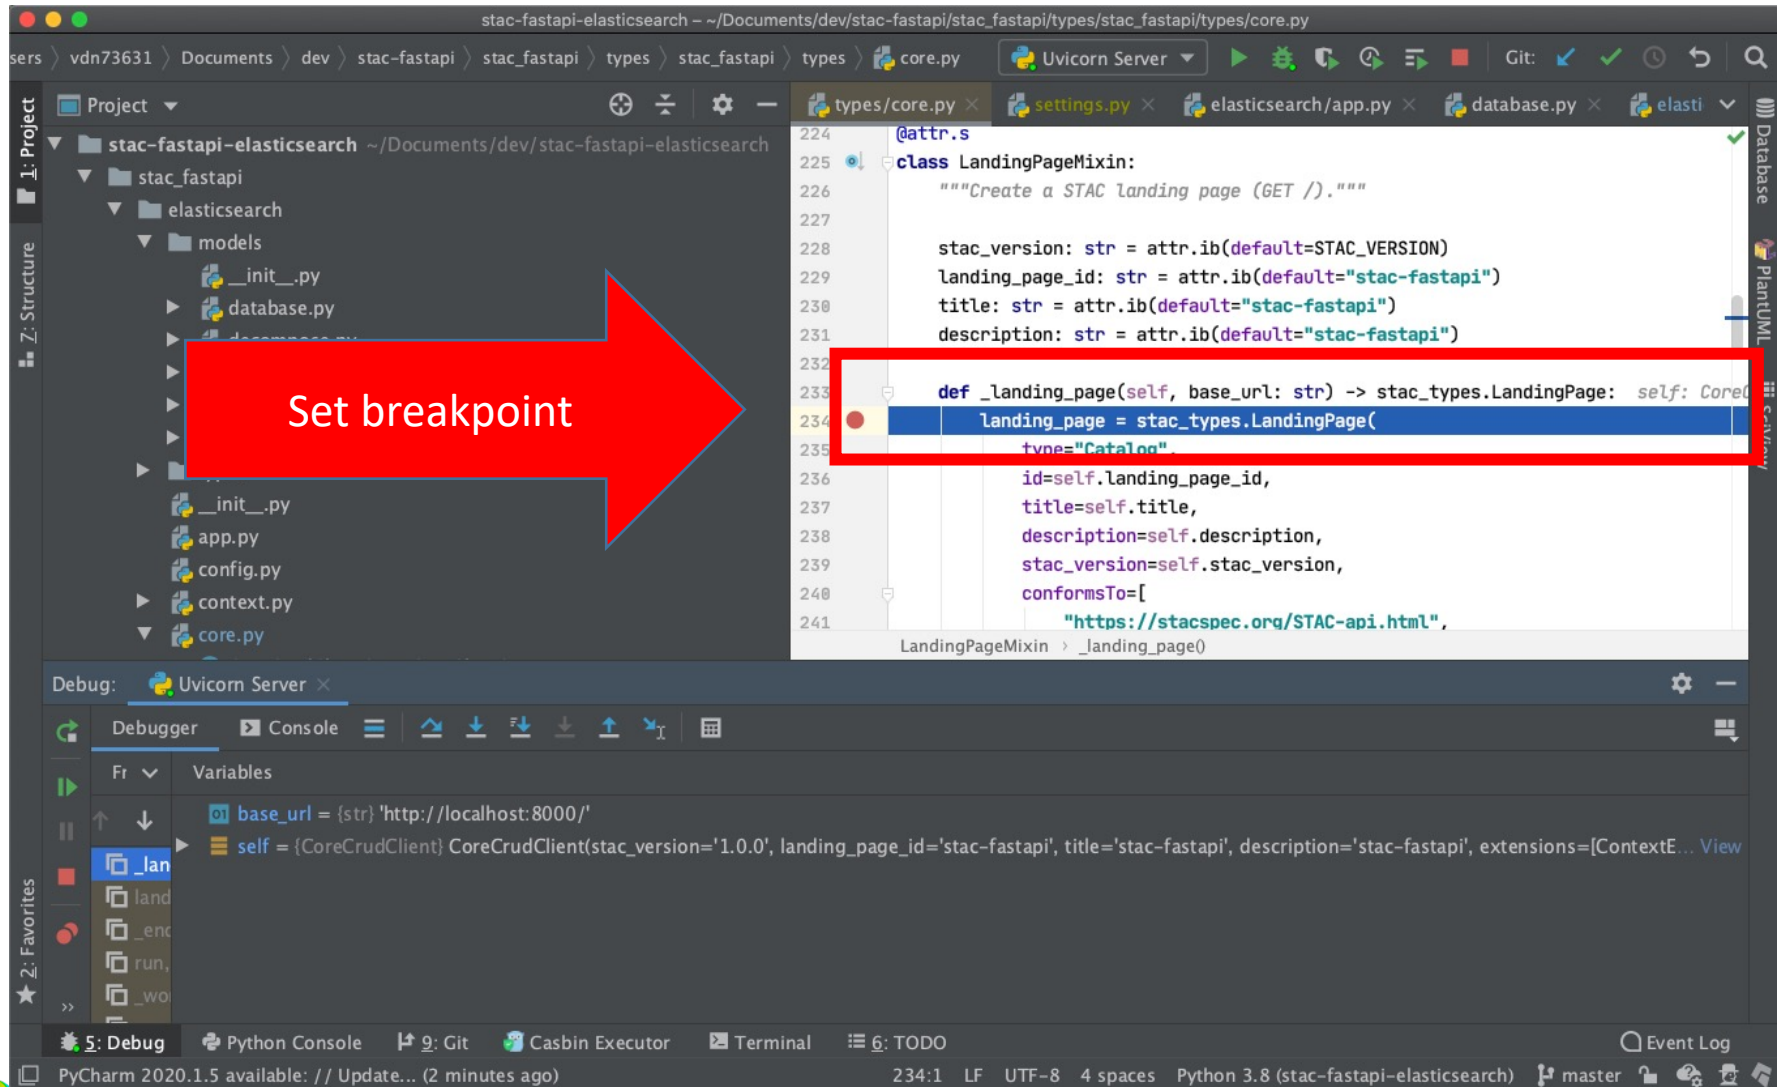 stac-fastapi-elasticsearch – ~/Documents/dev/stac-fastapi/stac_fastapi/types/stac_fastapi/types/core.py
sers 〉 vdn73631 〉 Documents 〉 dev 〉 stac-fastapi 〉 stac_fastapi 〉 types 〉 stac_fastapi 〉 types 〉 core.py Uvicorn Server Git:
1: Project
Project
types/core.py × settings.py × elasticsearch/app.py × database.py × elasti
Database
stac-fastapi-elasticsearch ~/Documents/dev/stac-fastapi-elasticsearch
stac_fastapi
elasticsearch
models
__init__.py
database.py
Z: Structure
__init__.py
app.py
config.py
context.py
core.py
Set breakpoint
224 @attr.s
225 class LandingPageMixin:
226 """Create a STAC landing page (GET /)."""
227
228 stac_version: str = attr.ib(default=STAC_VERSION)
229 landing_page_id: str = attr.ib(default="stac-fastapi")
230 title: str = attr.ib(default="stac-fastapi")
231 description: str = attr.ib(default="stac-fastapi")
232
233 def _landing_page(self, base_url: str) -> stac_types.LandingPage: self: CoreC
234 landing_page = stac_types.LandingPage(
235 type="Catalog",
236 id=self.landing_page_id,
237 title=self.title,
238 description=self.description,
239 stac_version=self.stac_version,
240 conformsTo=[
241 "https://stacspec.org/STAC-api.html",
LandingPageMixin 〉 _landing_page()
PlantUML
SciView
Debug: Uvicorn Server ×
Debugger Console
Fr Variables
01 base_url = {str} 'http://localhost:8000/'
self = {CoreCrudClient} CoreCrudClient(stac_version='1.0.0', landing_page_id='stac-fastapi', title='stac-fastapi', description='stac-fastapi', extensions=[ContextE... View
_lan
land
_end
run,
_wo
2: Favorites
5: Debug Python Console 9: Git Casbin Executor Terminal 6: TODO Event Log
PyCharm 2020.1.5 available: // Update... (2 minutes ago) 234:1 LF UTF-8 4 spaces Python 3.8 (stac-fastapi-elasticsearch) master